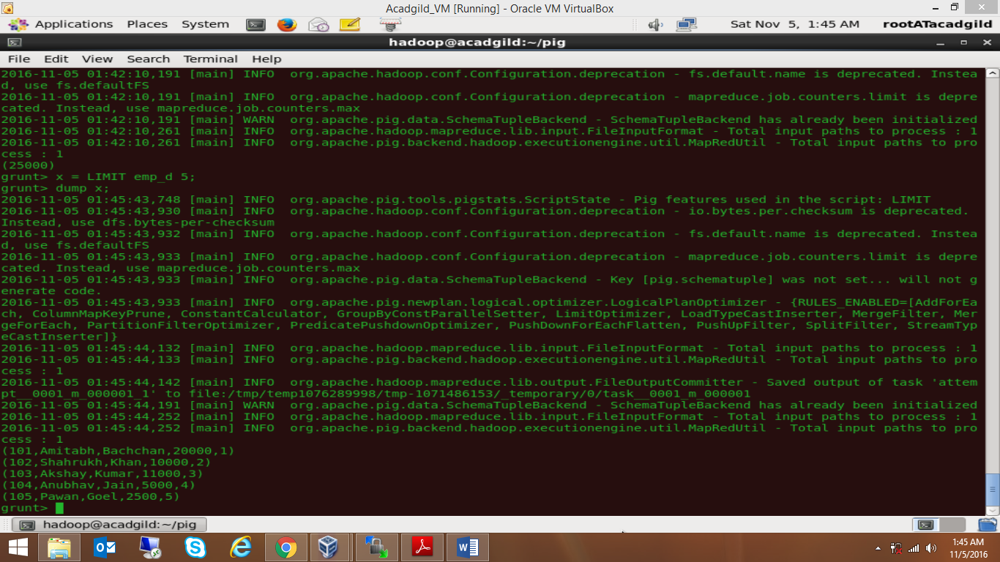 Acadgild_VM [Running] - Oracle VM VirtualBox
Applications Places System Sat Nov 5, 1:45 AM rootATacadgild
hadoop@acadgild:~/pig
File Edit View Search Terminal Help
2016-11-05 01:42:10,191 [main] INFO  org.apache.hadoop.conf.Configuration.deprecation - fs.default.name is deprecated. Instea
d, use fs.defaultFS
2016-11-05 01:42:10,191 [main] INFO  org.apache.hadoop.conf.Configuration.deprecation - mapreduce.job.counters.limit is depre
cated. Instead, use mapreduce.job.counters.max
2016-11-05 01:42:10,191 [main] WARN  org.apache.pig.data.SchemaTupleBackend - SchemaTupleBackend has already been initialized
2016-11-05 01:42:10,261 [main] INFO  org.apache.hadoop.mapreduce.lib.input.FileInputFormat - Total input paths to process : 1
2016-11-05 01:42:10,261 [main] INFO  org.apache.pig.backend.hadoop.executionengine.util.MapRedUtil - Total input paths to pro
cess : 1
(25000)
grunt> x = LIMIT emp_d 5;
grunt> dump x;
2016-11-05 01:45:43,748 [main] INFO  org.apache.pig.tools.pigstats.ScriptState - Pig features used in the script: LIMIT
2016-11-05 01:45:43,930 [main] INFO  org.apache.hadoop.conf.Configuration.deprecation - io.bytes.per.checksum is deprecated.
Instead, use dfs.bytes-per-checksum
2016-11-05 01:45:43,932 [main] INFO  org.apache.hadoop.conf.Configuration.deprecation - fs.default.name is deprecated. Instea
d, use fs.defaultFS
2016-11-05 01:45:43,933 [main] INFO  org.apache.hadoop.conf.Configuration.deprecation - mapreduce.job.counters.limit is depre
cated. Instead, use mapreduce.job.counters.max
2016-11-05 01:45:43,933 [main] INFO  org.apache.pig.data.SchemaTupleBackend - Key [pig.schematuple] was not set... will not g
enerate code.
2016-11-05 01:45:43,933 [main] INFO  org.apache.pig.newplan.logical.optimizer.LogicalPlanOptimizer - {RULES_ENABLED=[AddForEa
ch, ColumnMapKeyPrune, ConstantCalculator, GroupByConstParallelSetter, LimitOptimizer, LoadTypeCastInserter, MergeFilter, Mer
geForEach, PartitionFilterOptimizer, PredicatePushdownOptimizer, PushDownForEachFlatten, PushUpFilter, SplitFilter, StreamTyp
eCastInserter]}
2016-11-05 01:45:44,132 [main] INFO  org.apache.hadoop.mapreduce.lib.input.FileInputFormat - Total input paths to process : 1
2016-11-05 01:45:44,133 [main] INFO  org.apache.pig.backend.hadoop.executionengine.util.MapRedUtil - Total input paths to pro
cess : 1
2016-11-05 01:45:44,142 [main] INFO  org.apache.hadoop.mapreduce.lib.output.FileOutputCommitter - Saved output of task 'attem
pt__0001_m_000001_1' to file:/tmp/temp1076289998/tmp-1071486153/_temporary/0/task__0001_m_000001
2016-11-05 01:45:44,191 [main] WARN  org.apache.pig.data.SchemaTupleBackend - SchemaTupleBackend has already been initialized
2016-11-05 01:45:44,252 [main] INFO  org.apache.hadoop.mapreduce.lib.input.FileInputFormat - Total input paths to process : 1
2016-11-05 01:45:44,252 [main] INFO  org.apache.pig.backend.hadoop.executionengine.util.MapRedUtil - Total input paths to pro
cess : 1
(101,Amitabh,Bachchan,20000,1)
(102,Shahrukh,Khan,10000,2)
(103,Akshay,Kumar,11000,3)
(104,Anubhav,Jain,5000,4)
(105,Pawan,Goel,2500,5)
grunt>
hadoop@acadgild:~/pig
1:45 AM
11/5/2016